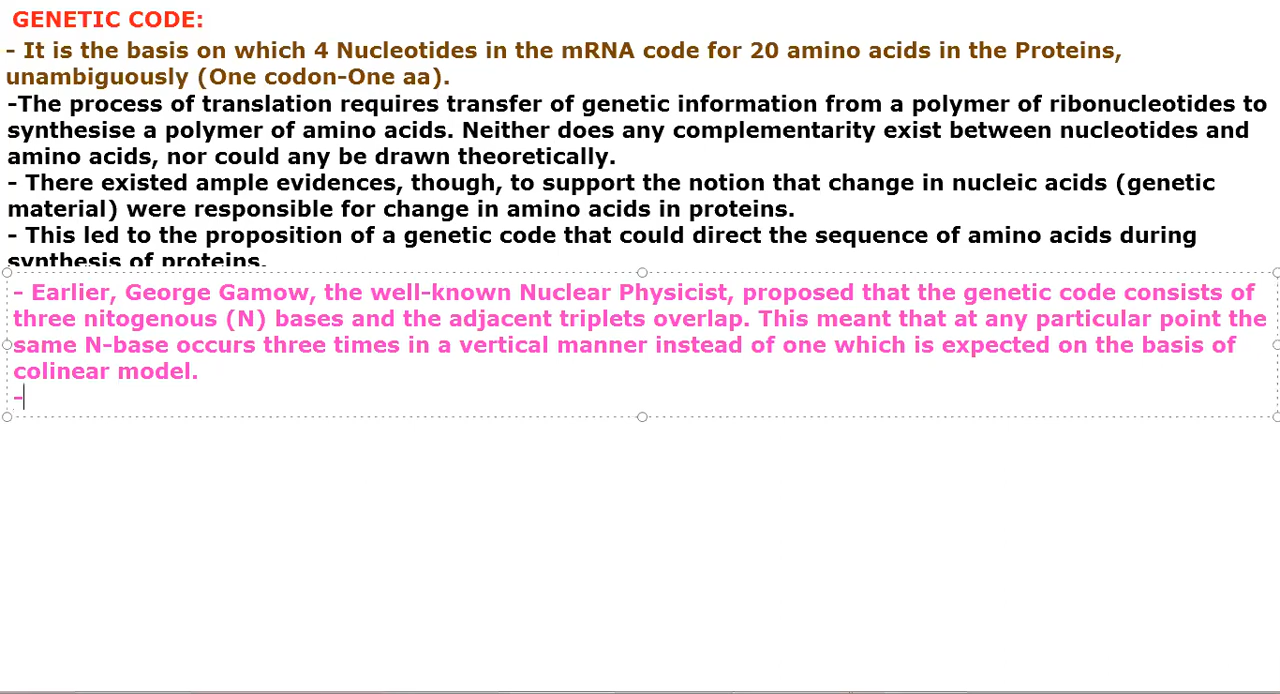 GENETIC CODE:
- It is the basis on which 4 Nucleotides in the mRNA code for 20 amino acids in the Proteins,
unambiguously (One codon-One aa).
-The process of translation requires transfer of genetic information from a polymer of ribonucleotides to
synthesise a polymer of amino acids. Neither does any complementarity exist between nucleotides and
amino acids, nor could any be drawn theoretically.
- There existed ample evidences, though, to support the notion that change in nucleic acids (genetic
material) were responsible for change in amino acids in proteins.
- This led to the proposition of a genetic code that could direct the sequence of amino acids during
synthesis of proteins.
- Earlier, George Gamow, the well-known Nuclear Physicist, proposed that the genetic code consists of
three nitogenous (N) bases and the adjacent triplets overlap. This meant that at any particular point the
same N-base occurs three times in a vertical manner instead of one which is expected on the basis of
colinear model.
-